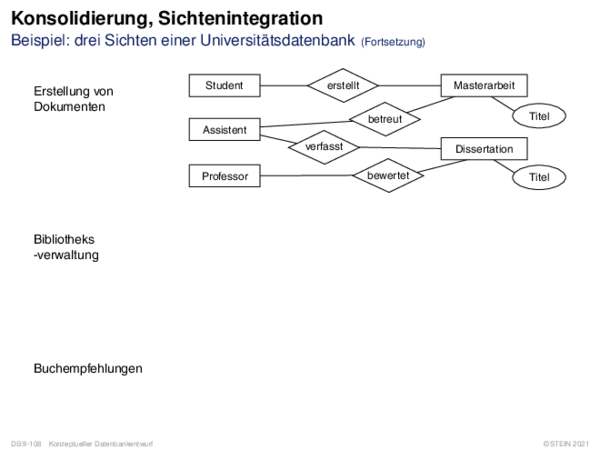 Konsolidierung, Sichtenintegration
Beispiel: drei Sichten einer Universitätsdatenbank (Fortsetzung)
Erstellung von
Dokumenten
Student
erstellt
Masterarbeit
Titel
Assistent
betreut
verfasst
Dissertation
Professor
bewertet
Titel
Bibliotheks
-verwaltung
Buchempfehlungen
DB:II-108 Konzeptueller Datenbankentwurf
©STEIN 2021